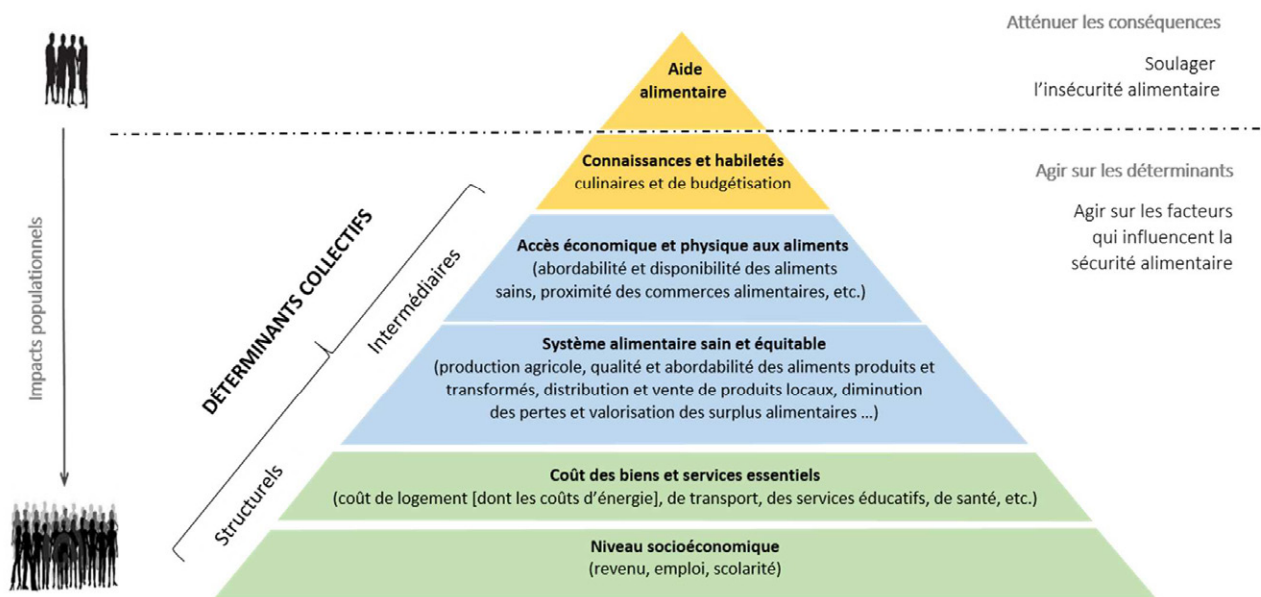 Atténuer les conséquences
Soulager
l'insécurité alimentaire
Aide
alimentaire
Connaissances et habiletés
culinaires et de budgétisation
Agir sur les déterminants
Agir sur les facteurs
qui influencent la
sécurité alimentaire
Impacts populationnels
DÉTERMINANTS COLLECTIFS
Intermédiaires
Structurels
Accès économique et physique aux aliments
(abordabilité et disponibilité des aliments
sains, proximité des commerces alimentaires, etc.)
Système alimentaire sain et équitable
(production agricole, qualité et abordabilité des aliments produits et
transformés, distribution et vente de produits locaux, diminution
des pertes et valorisation des surplus alimentaires ...)
Coût des biens et services essentiels
(coût de logement [dont les coûts d'énergie], de transport, des services éducatifs, de santé, etc.)
Niveau socioéconomique
(revenu, emploi, scolarité)